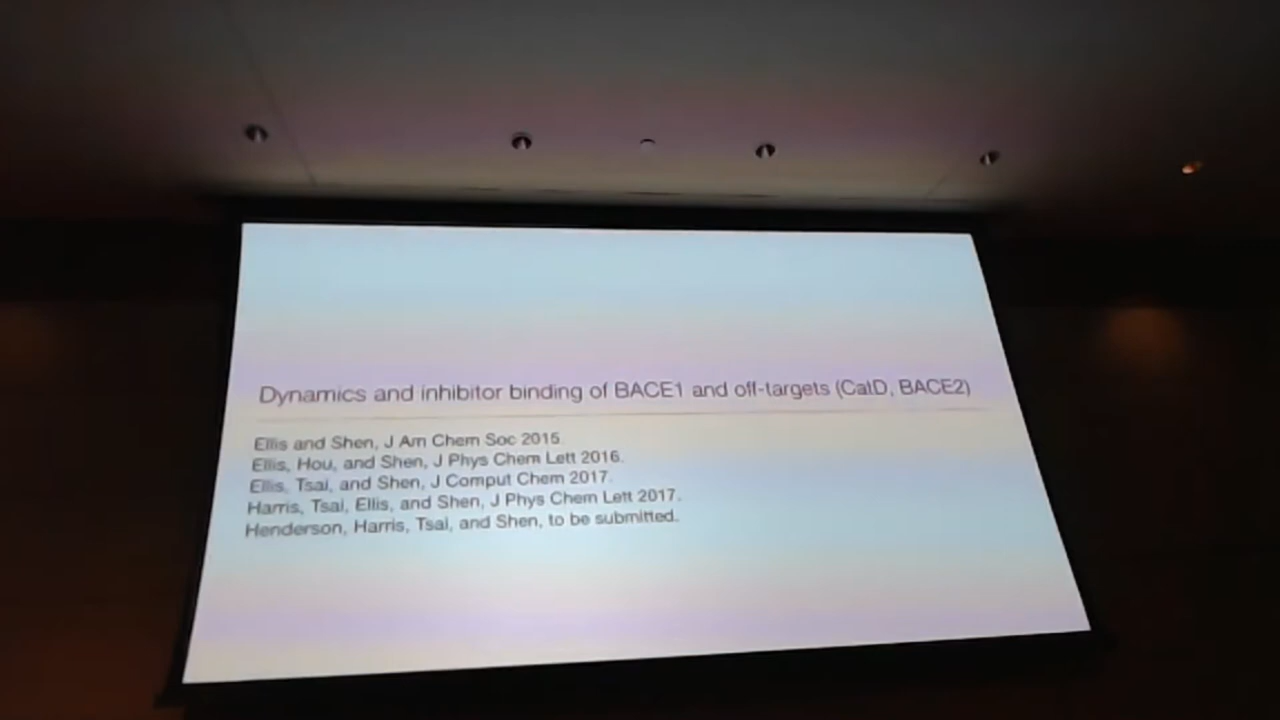 Dynamics and inhibitor binding of BACE1 and off-targets (CatD, BACE2)
Ellis and Shen, J Am Chem Soc 2015.
Ellis, Hou, and Shen, J Phys Chem Lett 2016.
Ellis, Tsai, and Shen, J Comput Chem 2017.
Harris, Tsai, Ellis, and Shen, J Phys Chem Lett 2017.
Henderson, Harris, Tsai, and Shen, to be submitted.